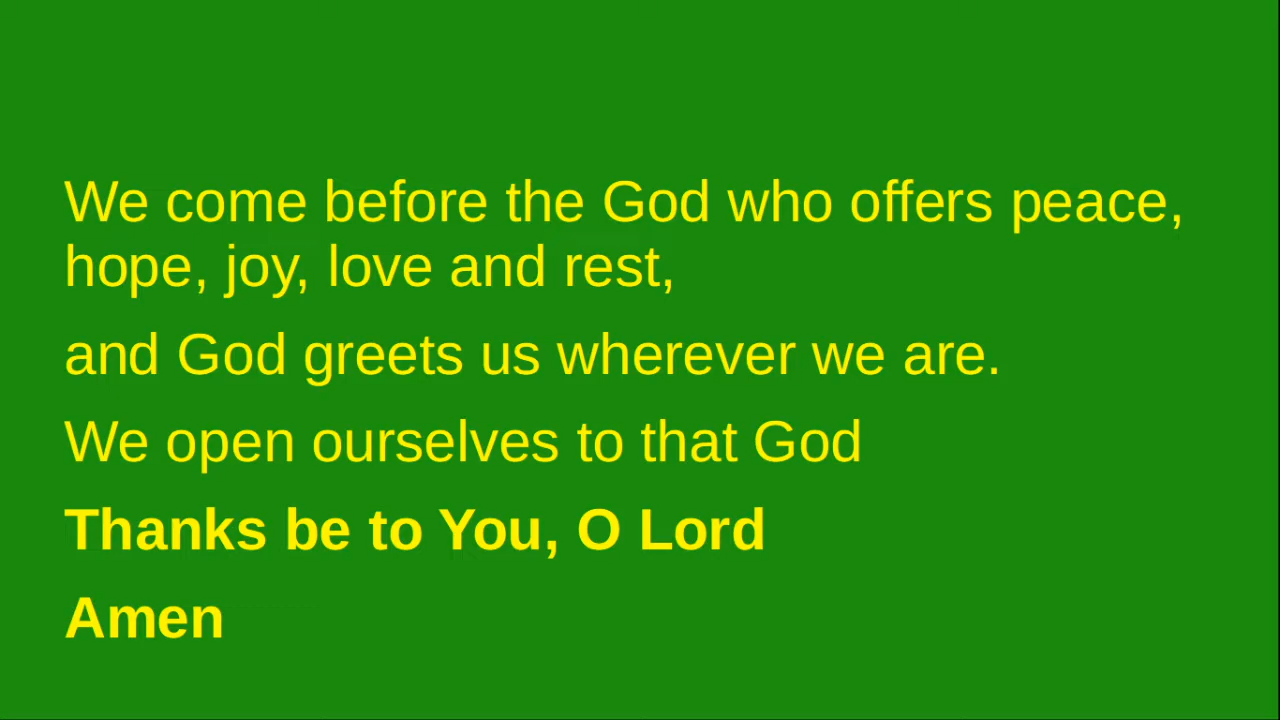 We come before the God who offers peace,
hope, joy, love and rest,
and God greets us wherever we are.
We open ourselves to that God
Thanks be to You, O Lord
Amen